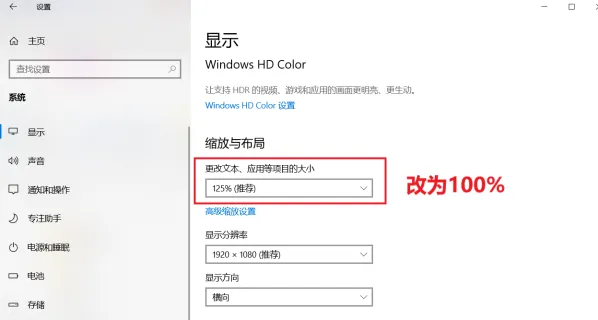 设置
主页
查找设置
系统
显示
声音
通知和操作
专注助手
电源和睡眠
电池
存储
显示
Windows HD Color
让支持 HDR 的视频、游戏和应用的画面更明亮、更生动。
Windows HD Color 设置
缩放与布局
更改文本、应用等项目的大小
125% (推荐)
改为100%
高级缩放设置
显示分辨率
1920 × 1080 (推荐)
显示方向
横向